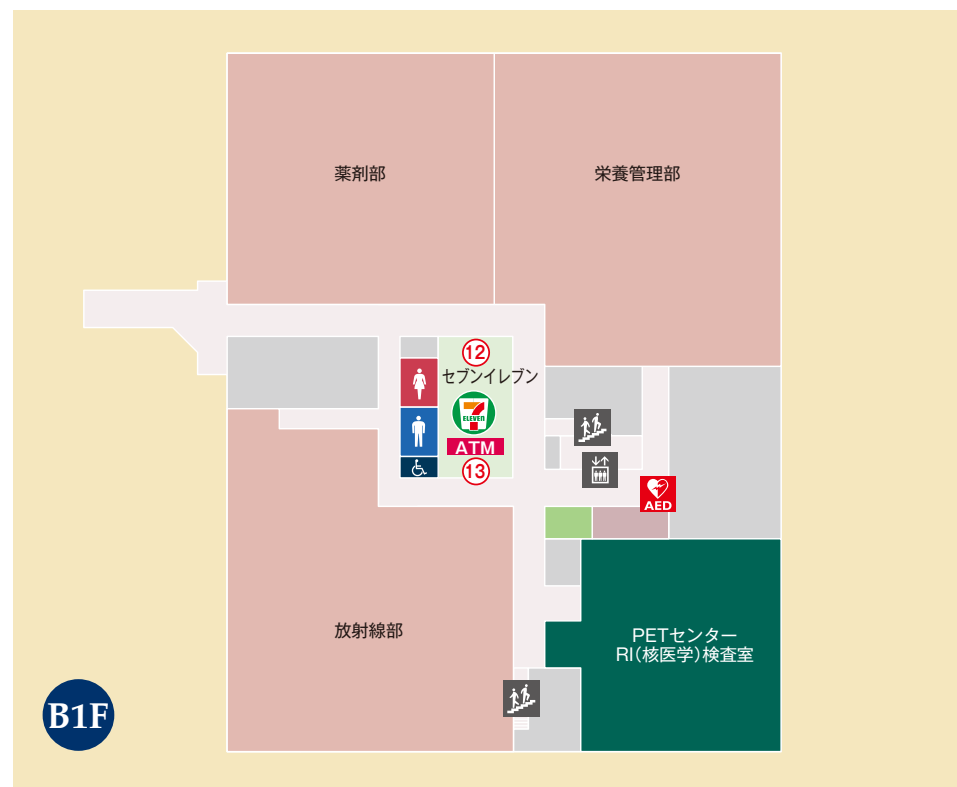 薬剤部
栄養管理部
⑫
セブンイレブン
ELEVEN
ATM
⑬
AED
放射線部
PETセンター
RI(核医学)検査室
B1F